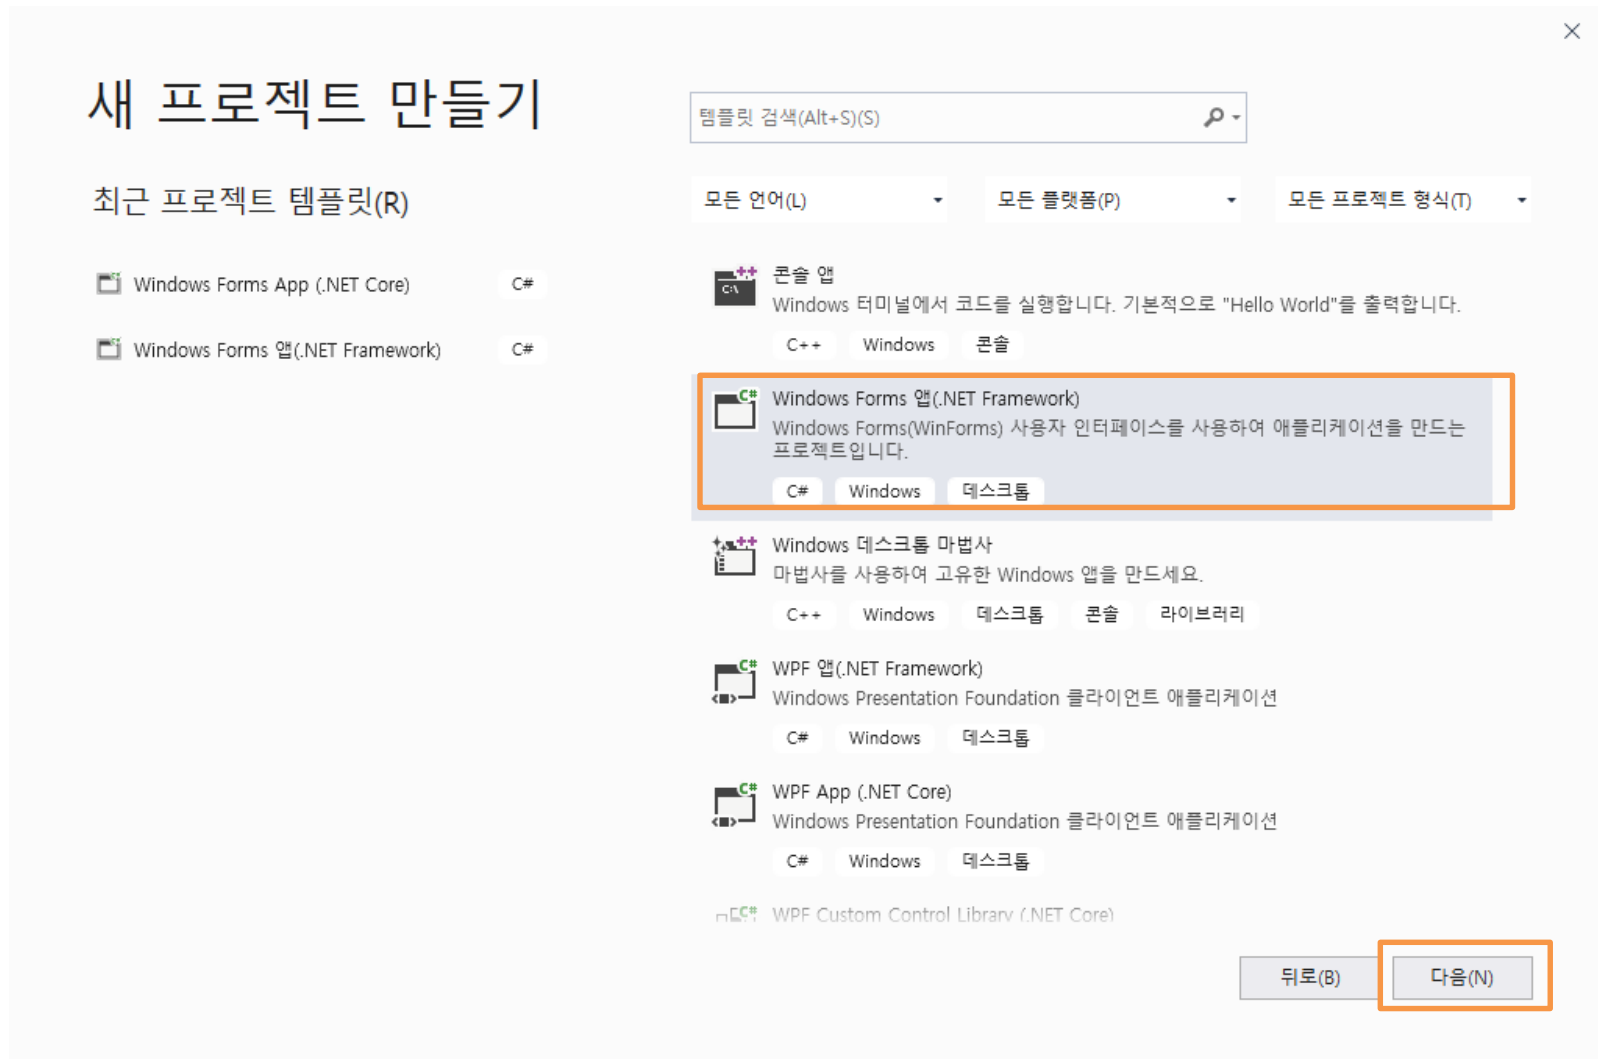 새 프로젝트 만들기
최근 프로젝트 템플릿(R)
Windows Forms App (.NET Core) C#
Windows Forms 앱(.NET Framework) C#
템플릿 검색(Alt+S)(S)
모든 언어(L) 모든 플랫폼(P) 모든 프로젝트 형식(T)
C:\
콘솔 앱
Windows 터미널에서 코드를 실행합니다. 기본적으로 "Hello World"를 출력합니다.
C++ Windows 콘솔
C#
Windows Forms 앱(.NET Framework)
Windows Forms(WinForms) 사용자 인터페이스를 사용하여 애플리케이션을 만드는
프로젝트입니다.
C# Windows 데스크톱
Windows 데스크톱 마법사
마법사를 사용하여 고유한 Windows 앱을 만드세요.
C++ Windows 데스크톱 콘솔 라이브러리
C#
WPF 앱(.NET Framework)
Windows Presentation Foundation 클라이언트 애플리케이션
C# Windows 데스크톱
C#
WPF App (.NET Core)
Windows Presentation Foundation 클라이언트 애플리케이션
C# Windows 데스크톱
C#
WPF Custom Control Library (.NET Core)
뒤로(B) 다음(N)